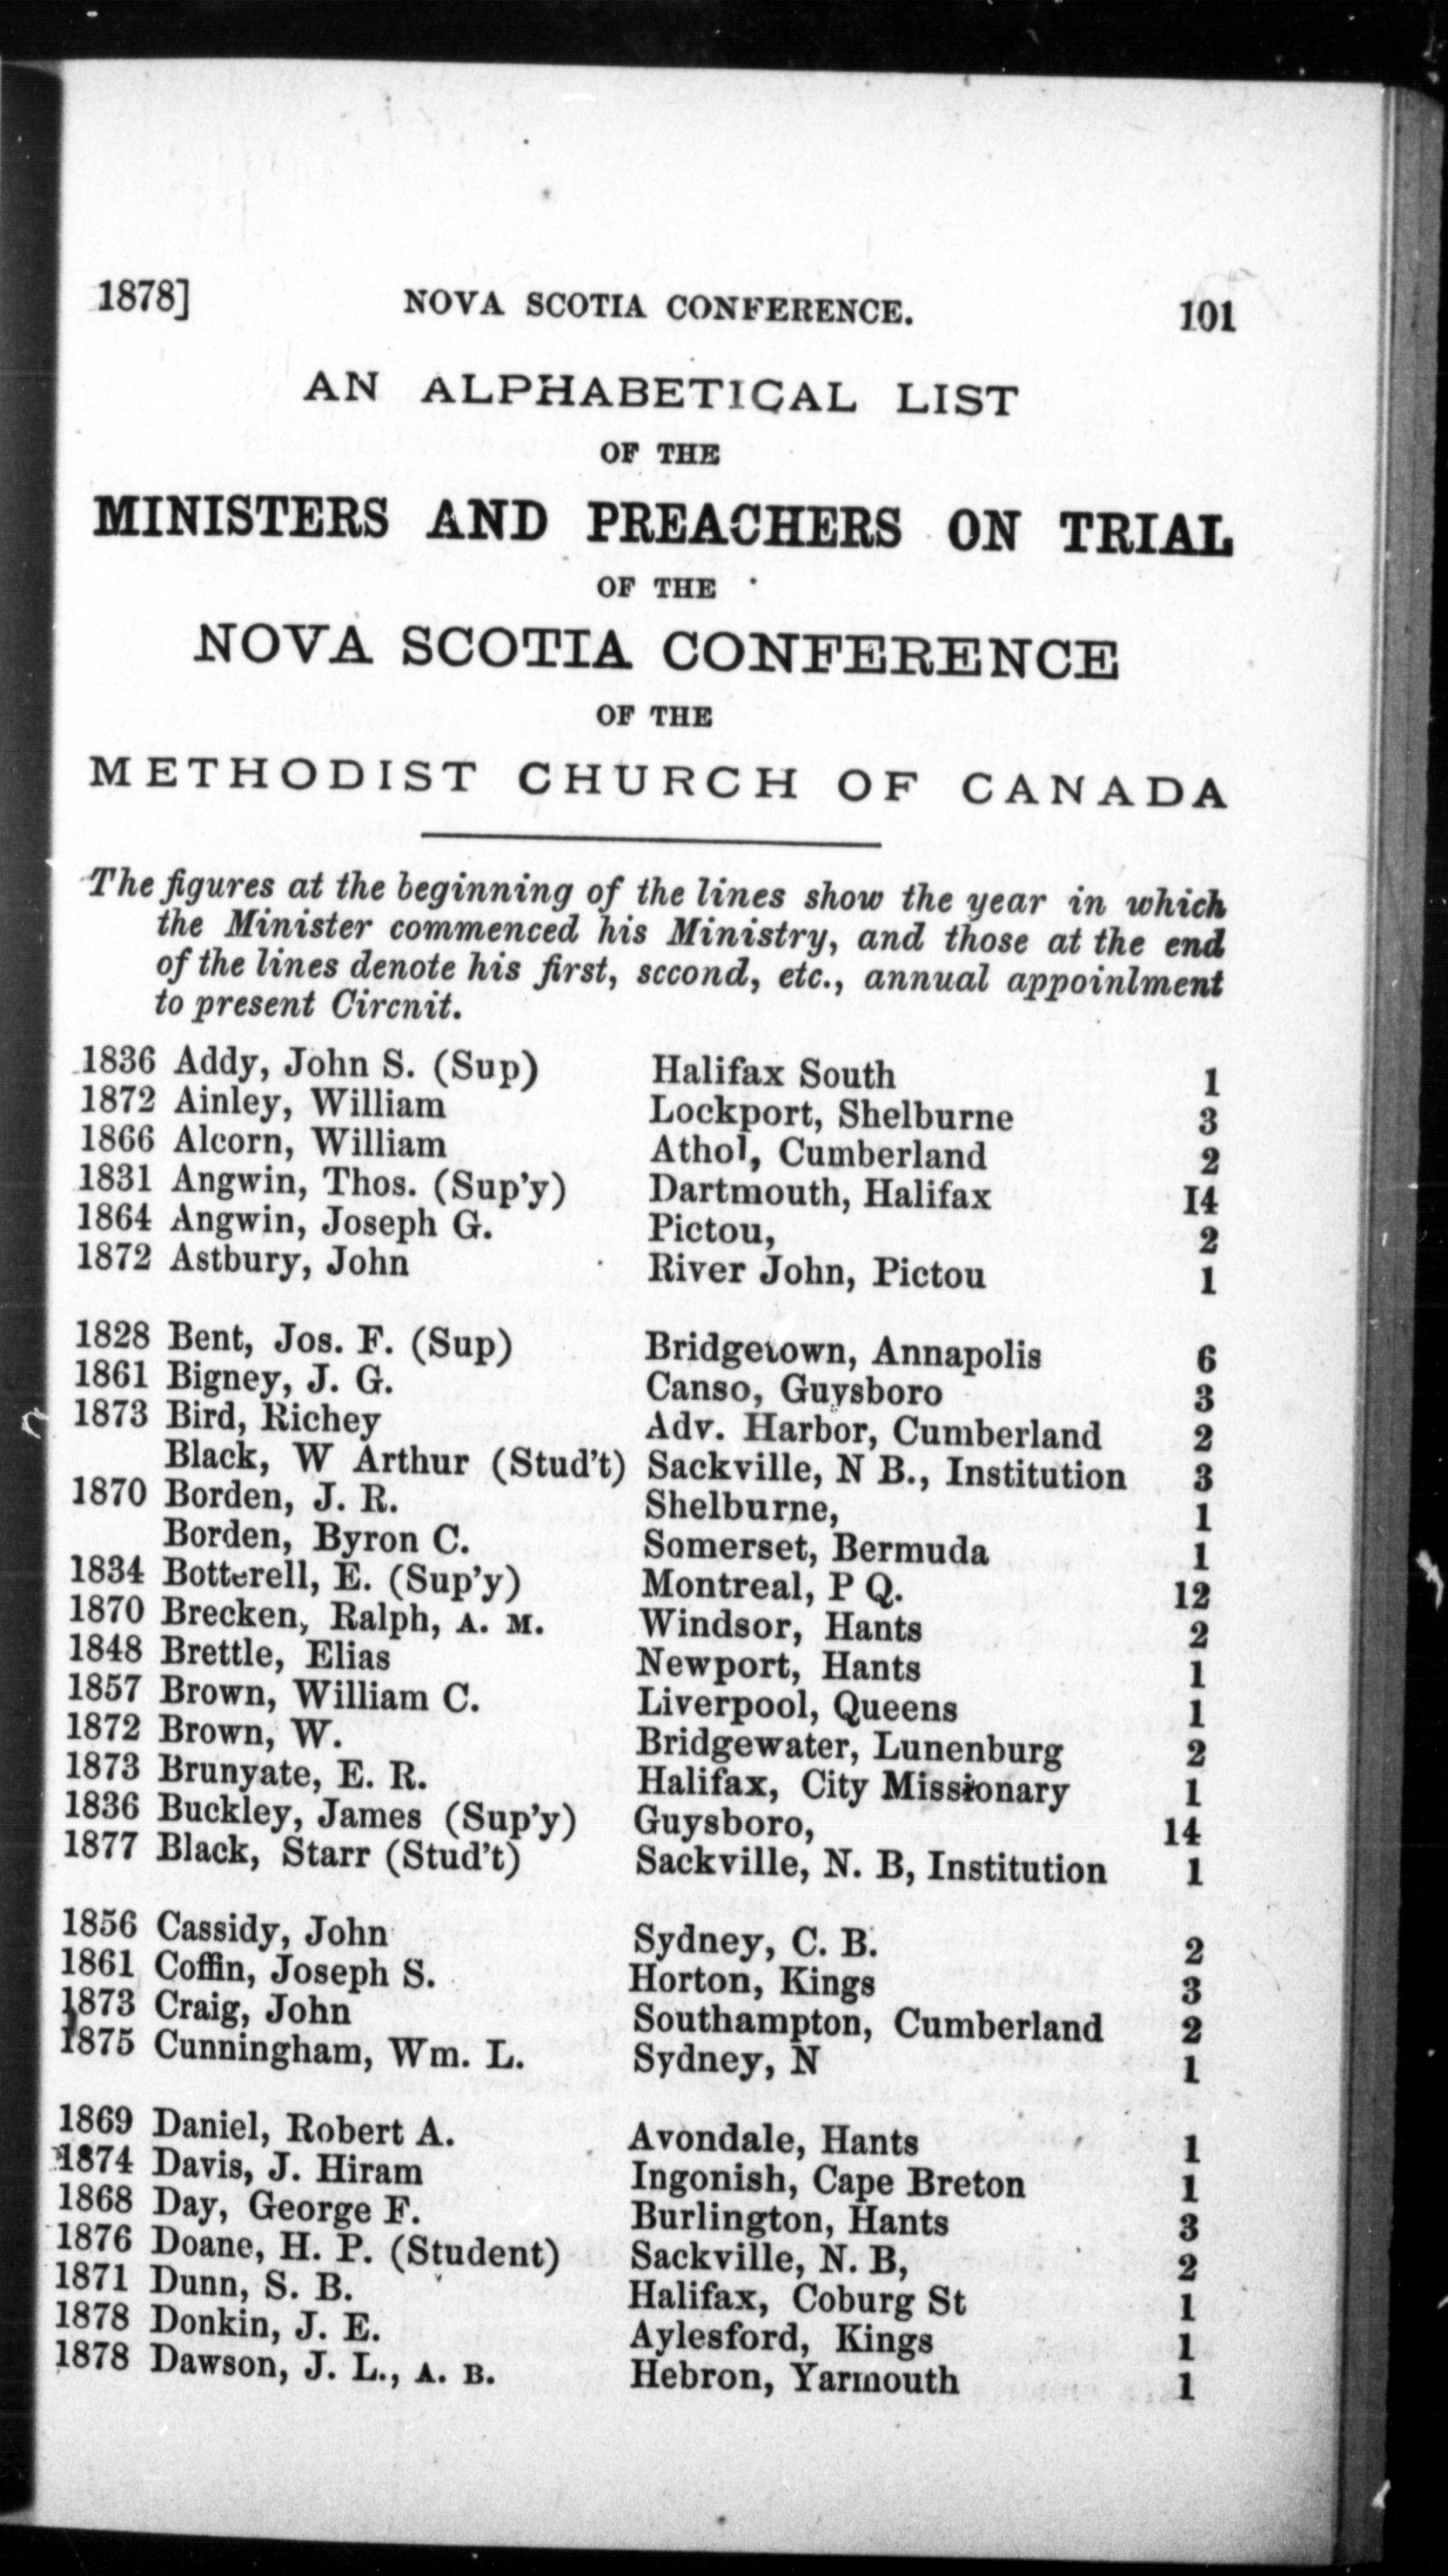 1878] NOVA SCOTIA CONFERENCE. 101
AN ALPHABETICAL LIST
OF THE
MINISTERS AND PREACHERS ON TRIAL
OF THE
NOVA SCOTIA CONFERENCE
OF THE
METHODIST CHURCH OF CANADA
The figures at the beginning of the lines show the year in which
the Minister commenced his Ministry, and those at the end
of the lines denote his first, sccond, etc., annual appoinlment
to present Circnit.
1836 Addy, John S. (Sup) Halifax South 1
1872 Ainley, William Lockport, Shelburne 3
1866 Alcorn, William Athol, Cumberland 2
1831 Angwin, Thos. (Sup'y) Dartmouth, Halifax 14
1864 Angwin, Joseph G. Pictou, 2
1872 Astbury, John River John, Pictou 1
1828 Bent, Jos. F. (Sup) Bridgetown, Annapolis 6
1861 Bigney, J. G. Canso, Guysboro 3
1873 Bird, Richey Adv. Harbor, Cumberland 2
Black, W Arthur (Stud't) Sackville, N B., Institution 3
1870 Borden, J. R. Shelburne, 1
Borden, Byron C. Somerset, Bermuda 1
1834 Botterell, E. (Sup'y) Montreal, P Q. 12
1870 Brecken, Ralph, A. M. Windsor, Hants 2
1848 Brettle, Elias Newport, Hants 1
1857 Brown, William C. Liverpool, Queens 1
1872 Brown, W. Bridgewater, Lunenburg 2
1873 Brunyate, E. R. Halifax, City Missionary 1
1836 Buckley, James (Sup'y) Guysboro, 14
1877 Black, Starr (Stud't) Sackville, N. B, Institution 1
1856 Cassidy, John Sydney, C. B. 2
1861 Coffin, Joseph S. Horton, Kings 3
1873 Craig, John Southampton, Cumberland 2
1875 Cunningham, Wm. L. Sydney, N 1
1869 Daniel, Robert A. Avondale, Hants 1
1874 Davis, J. Hiram Ingonish, Cape Breton 1
1868 Day, George F. Burlington, Hants 3
1876 Doane, H. P. (Student) Sackville, N. B, 2
1871 Dunn, S. B. Halifax, Coburg St 1
1878 Donkin, J. E. Aylesford, Kings 1
1878 Dawson, J. L., A. B. Hebron, Yarmouth 1